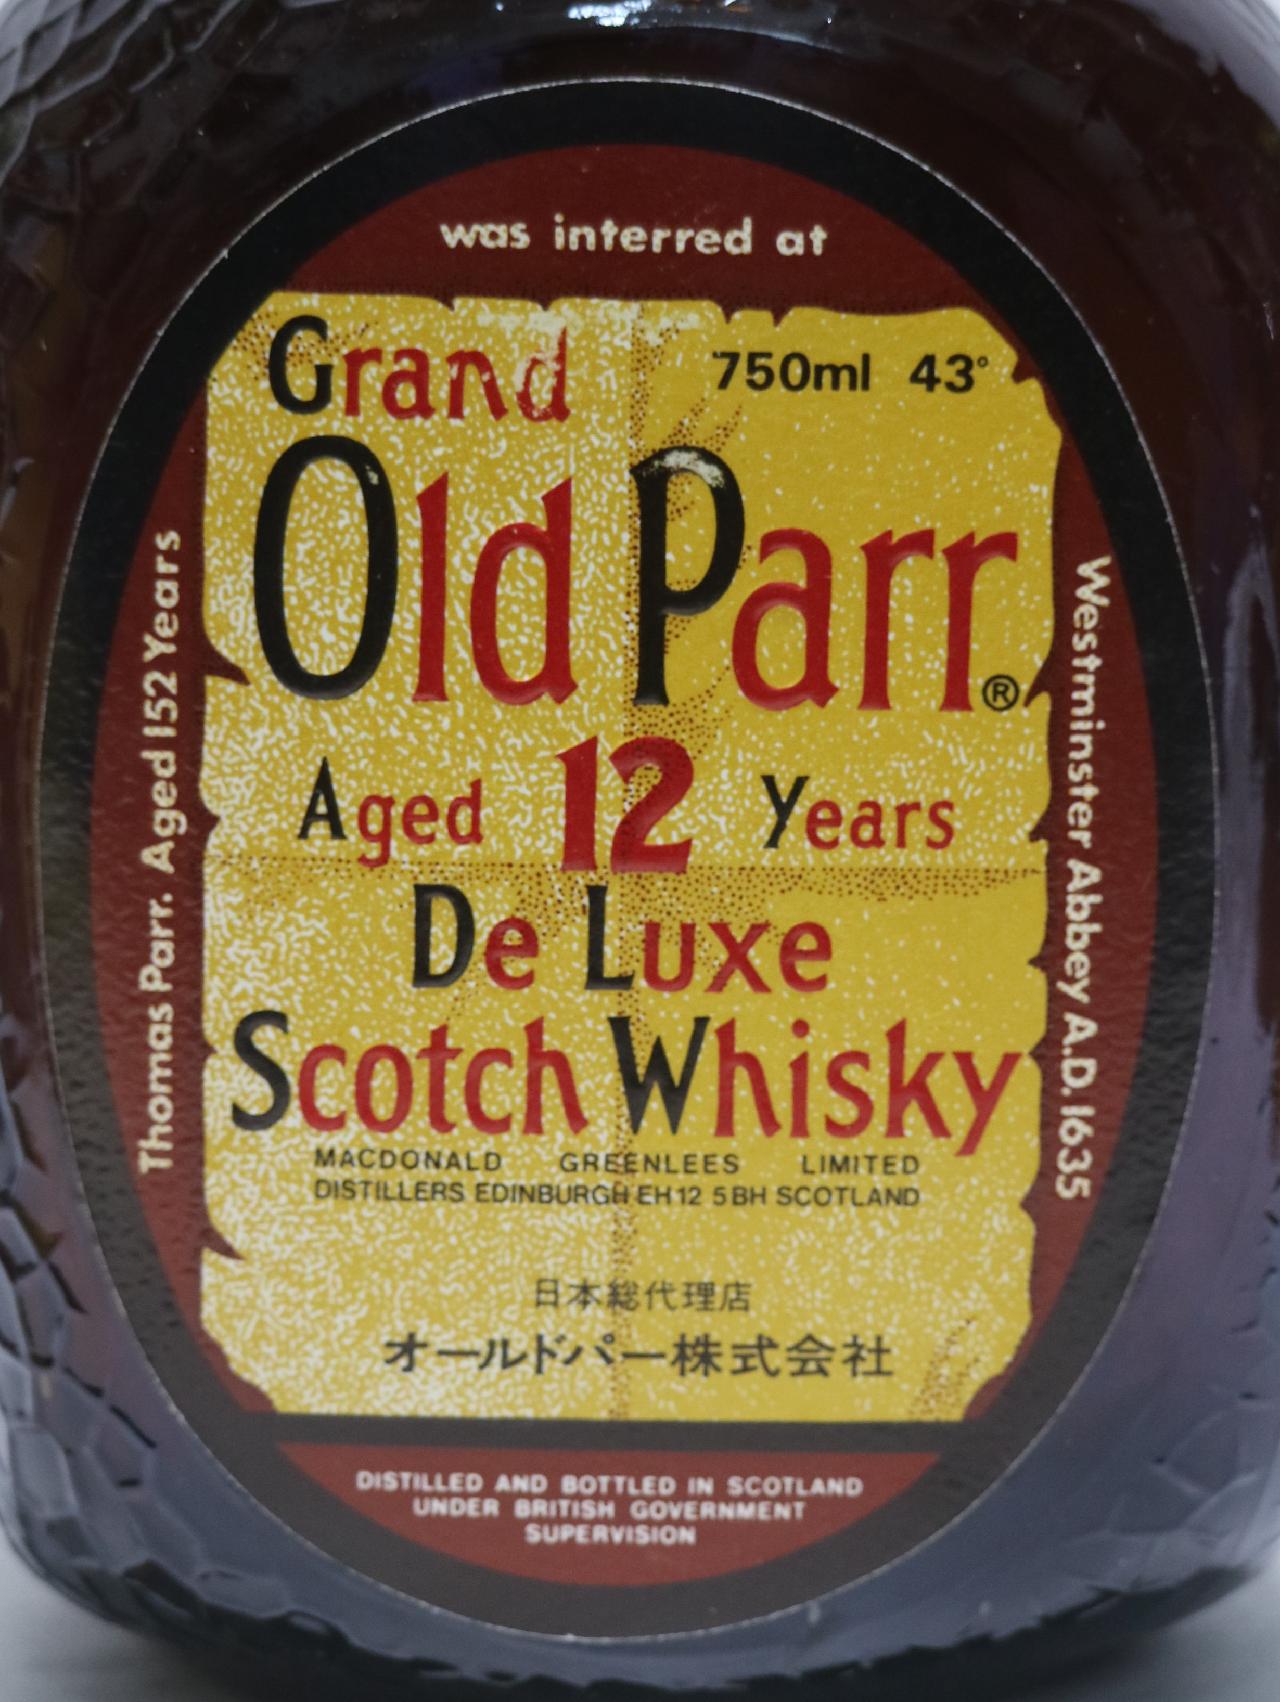 Thomas Parr. Aged 152 Years
was interred at
Westminster Abbey A.D. 1635
Grand
750ml 43°
Old Parr®
Aged 12 Years
De Luxe
Scotch Whisky
MACDONALD GREENLEES LIMITED
DISTILLERS EDINBURGH EH12 5BH SCOTLAND
日本総代理店
オールドパー株式会社
DISTILLED AND BOTTLED IN SCOTLAND
UNDER BRITISH GOVERNMENT
SUPERVISION